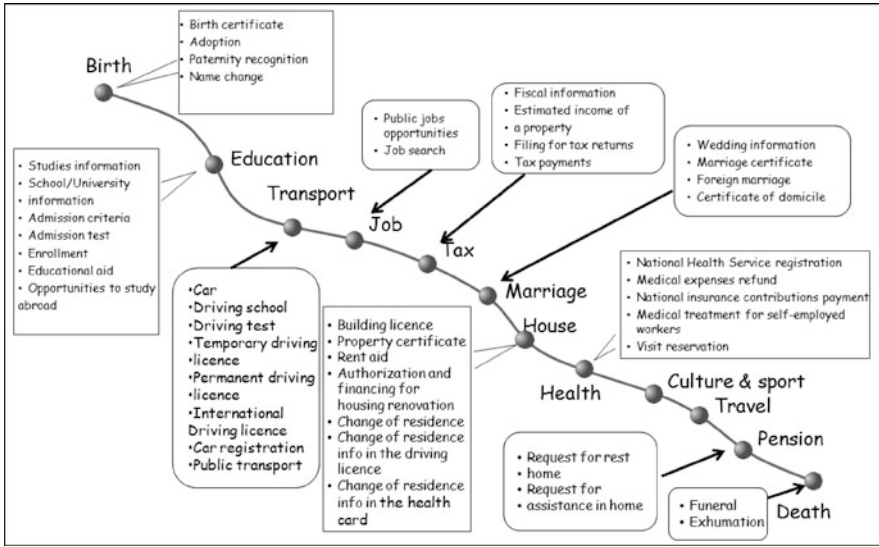 Birth
• Birth certificate
• Adoption
• Paternity recognition
• Name change
Education
• Studies information
• School/University
• information
• Admission criteria
• Admission test
• Enrollment
• Educational aid
• Opportunities to study
abroad
Transport
•Car
•Driving school
•Driving test
•Temporary driving
•licence
•Permanent driving
•licence
•International
Driving licence
•Car registration
•Public transport
Job
• Public jobs
opportunities
• Job search
Tax
• Fiscal information
• Estimated income of
• a property
• Filing for tax returns
• Tax payments
Marriage
• Wedding information
• Marriage certificate
• Foreign marriage
• Certificate of domicile
House
• Building licence
• Property certificate
• Rent aid
• Authorization and
financing for
housing renovation
• Change of residence
• Change of residence
info in the driving
licence
• Change of residence
info in the health
card
Health
• National Health Service registration
• Medical expenses refund
• National insurance contributions payment
• Medical treatment for self-employed
workers
• Visit reservation
Culture & sport
Travel
Pension
• Request for rest
• home
• Request for
assistance in home
Death
• Funeral
• Exhumation